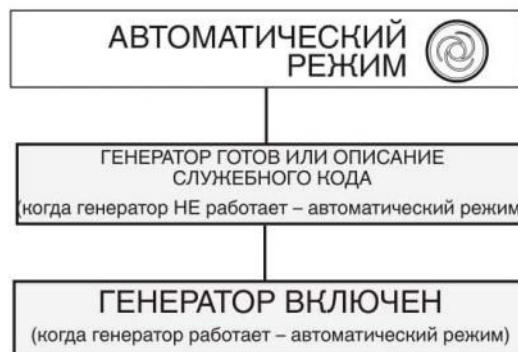 АВТОМАТИЧЕСКИЙ
РЕЖИМ
ГЕНЕРАТОР ГОТОВ ИЛИ ОПИСАНИЕ
СЛУЖЕБНОГО КОДА
(когда генератор НЕ работает – автоматический режим
ГЕНЕРАТОР ВКЛЮЧЕН
(когда генератор работает – автоматический режим)